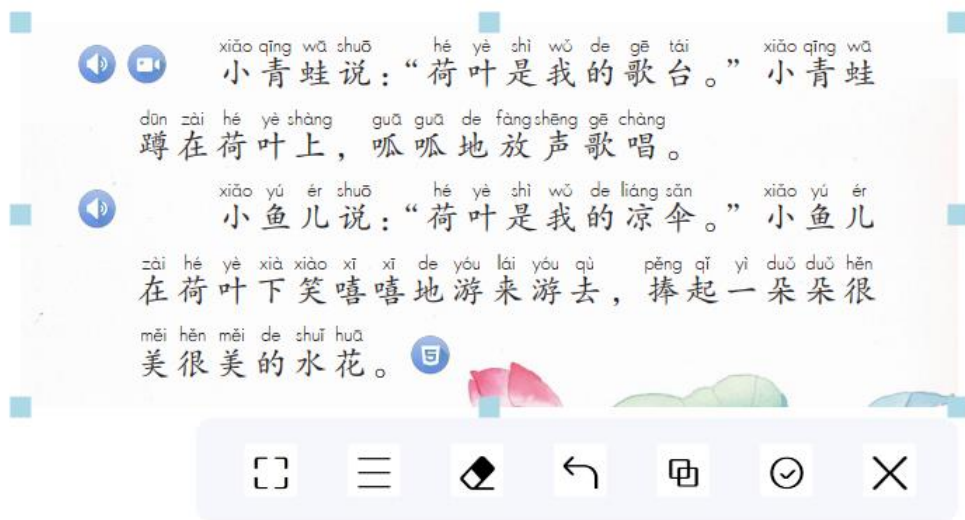 xiǎo qīng wā shuō hé yè shì wǒ de gē tái xiǎo qīng wā
小青蛙说：“荷叶是我的歌台。”小青蛙
dūn zài hé yè shàng guā guā de fàng shēng gē chàng
蹲在荷叶上，呱呱地放声歌唱。
xiǎo yú ér shuō hé yè shì wǒ de liáng sǎn xiǎo yú ér
小鱼儿说：“荷叶是我的凉伞。”小鱼儿
zài hé yè xià xiào xī xī de yóu lái yóu qù pěng qǐ yì duǒ duǒ hěn
在荷叶下笑嘻嘻地游来游去，捧起一朵朵很
měi hěn měi de shuǐ huā
美很美的水花。